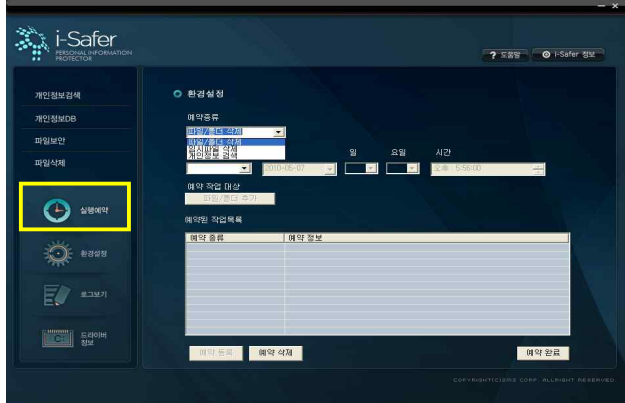 i-Safer
PERSONAL INFORMATION
PROTECTOR
? 도움말
i-Safer 정보
개인정보검색
개인정보DB
파일보안
파일삭제
실행예약
환경설정
로그보기
드라이버
정보
환경설정
예약종류
파일/폴더 삭제
파일/폴더 삭제
임시파일 삭제
개인정보 검색
일 요일 시간
2010-05-07 오후 5:56:00
예약 작업 대상
파일/폴더 추가
예약된 작업목록
예약 종류 예약 정보
예약 등록 예약 삭제 예약 완료
COPYRIGHT(C)2MS CORP. ALLRIGHT RESERVED